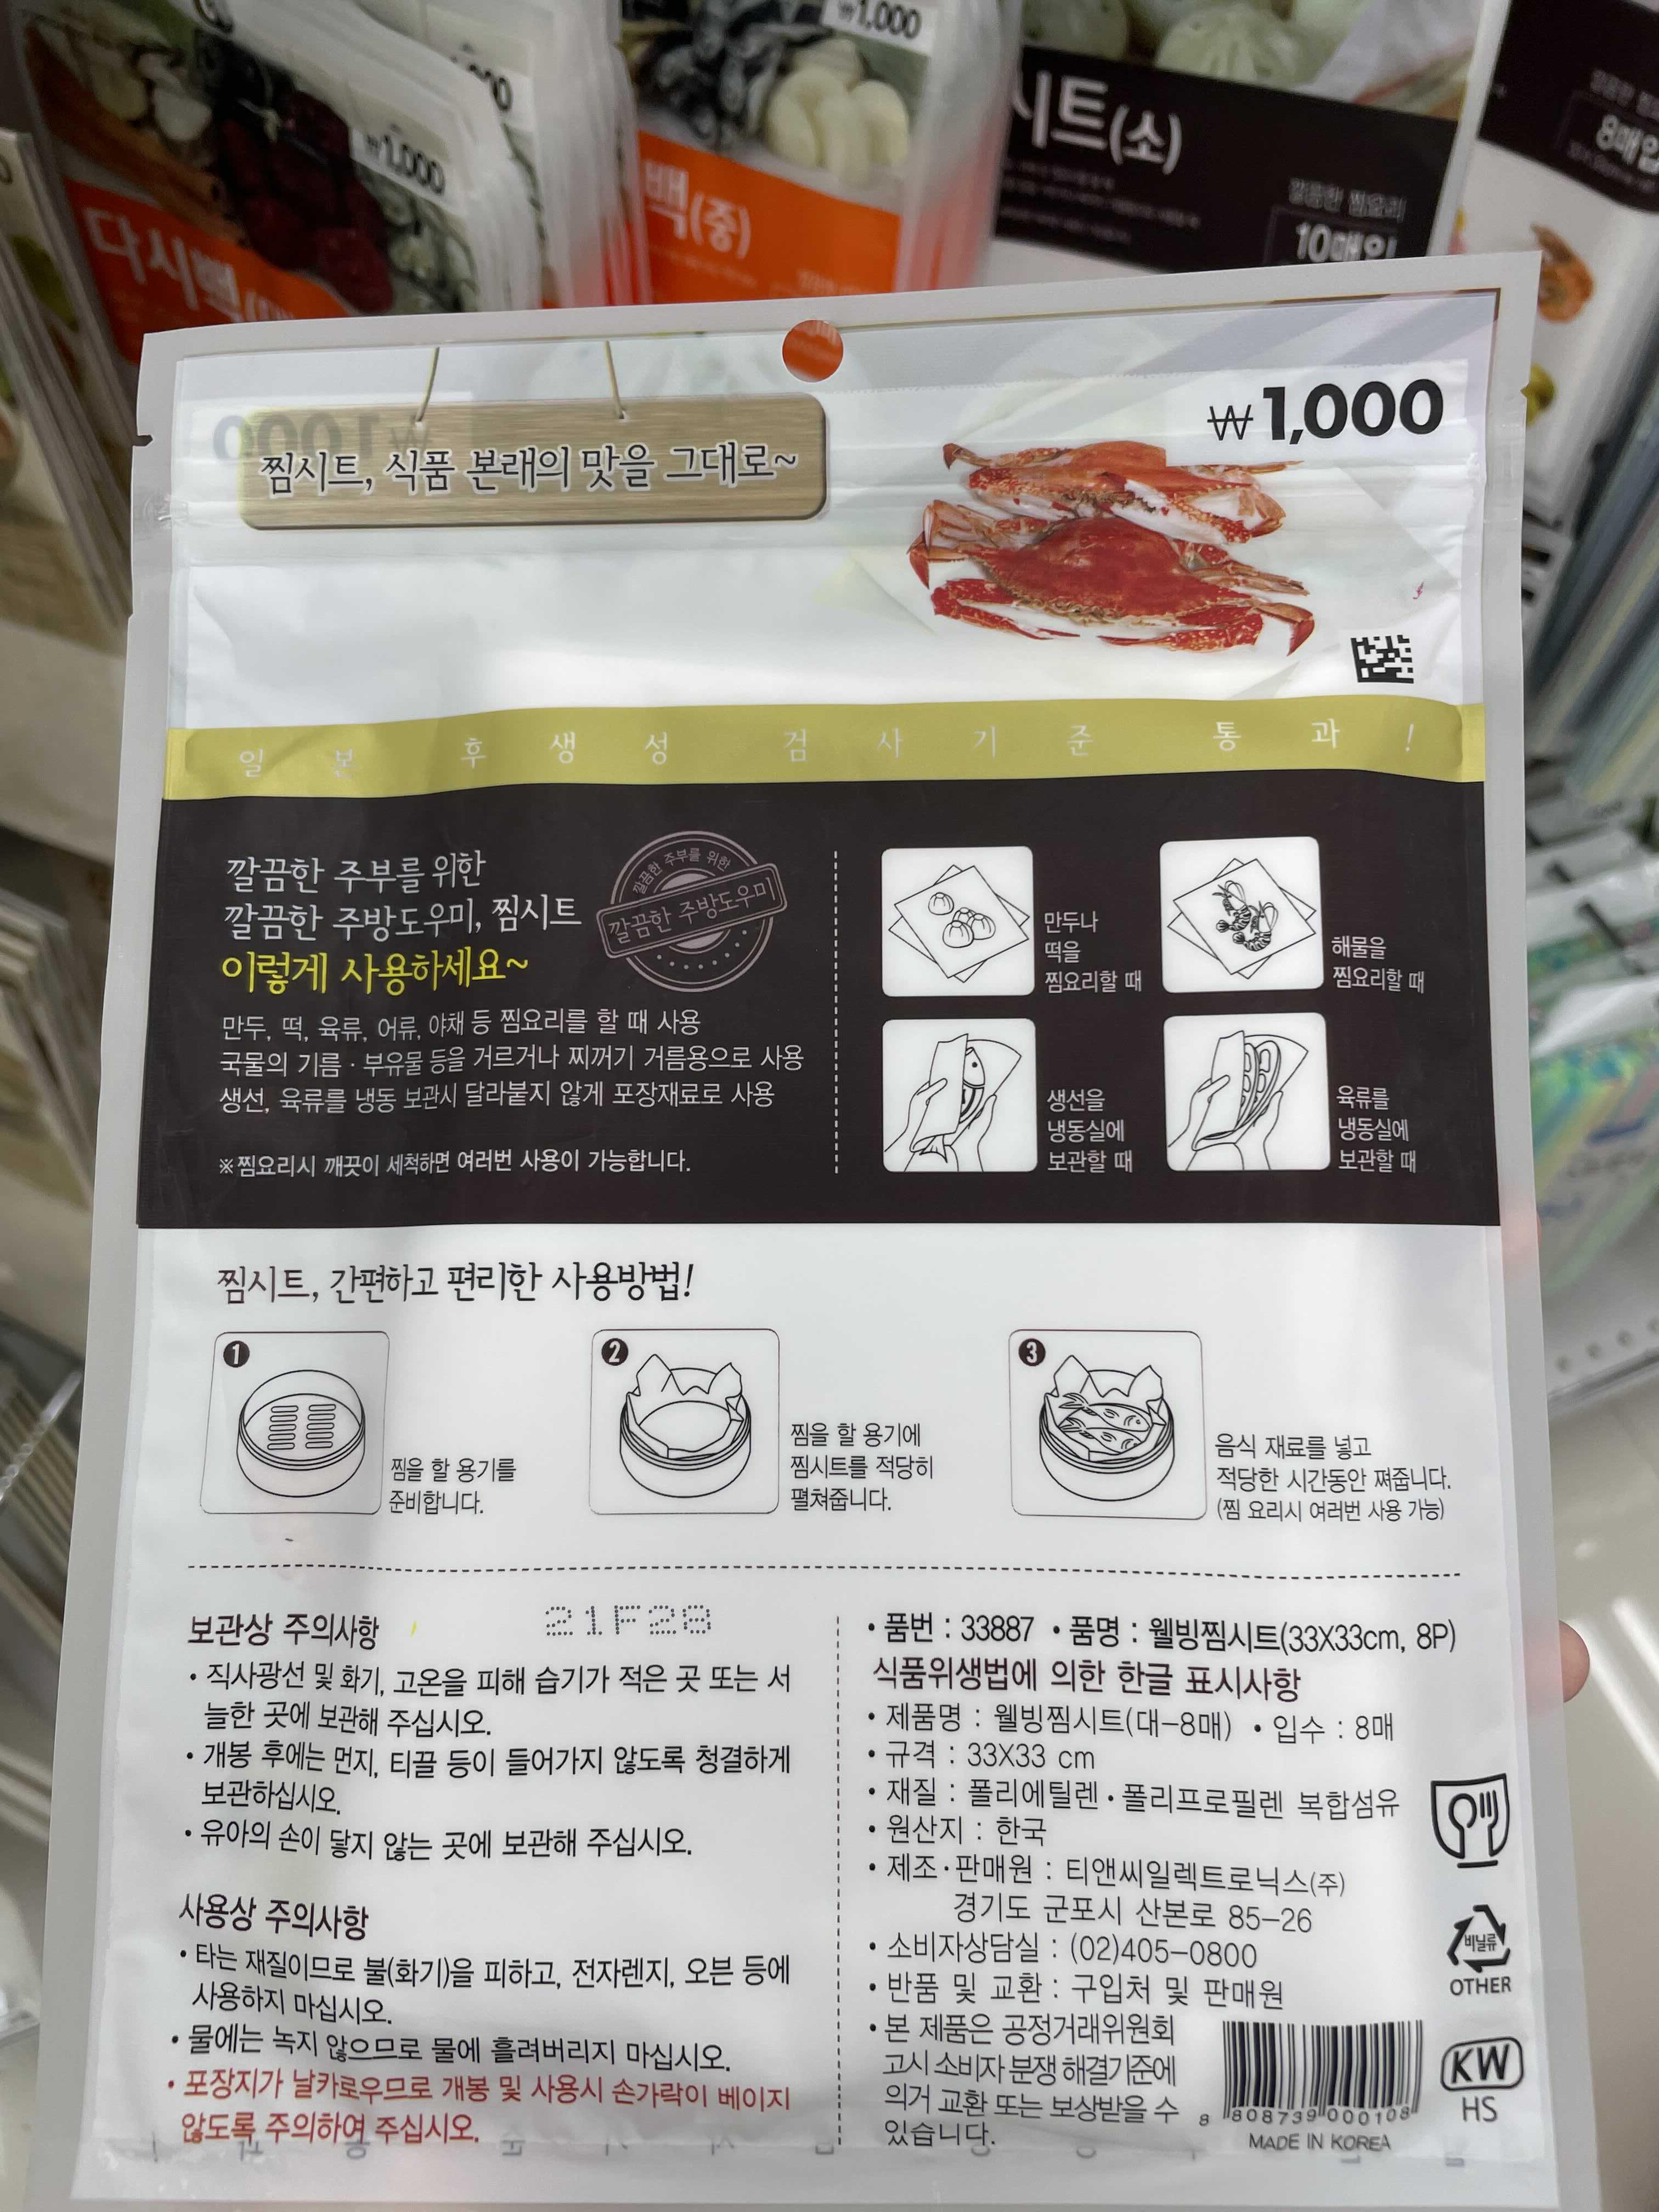 ₩1,000
₩1,000
다시백
백(중)
시트(소)
깔끔한 찜요리
10매입
8매입
₩1,000
찜시트, 식품 본래의 맛을 그대로~
일본 후생성 검사기준 통과!
깔끔한 주부를 위한
깔끔한 주방도우미, 찜시트
이렇게 사용하세요~
깔끔한 주부를 위한
깔끔한 주방도우미
만두, 떡, 육류, 어류, 야채 등 찜요리를 할 때 사용
국물의 기름 · 부유물 등을 거르거나 찌꺼기 거름용으로 사용
생선, 육류를 냉동 보관시 달라붙지 않게 포장재료로 사용
※찜요리시 깨끗이 세척하면 여러번 사용이 가능합니다.
만두나
떡을
찜요리할 때
해물을
찜요리할 때
생선을
냉동실에
보관할 때
육류를
냉동실에
보관할 때
찜시트, 간편하고 편리한 사용방법!
1
찜을 할 용기를
준비합니다.
2
찜을 할 용기에
찜시트를 적당히
펼쳐줍니다.
3
음식 재료를 넣고
적당한 시간동안 쪄줍니다.
(찜 요리시 여러번 사용 가능)
보관상 주의사항
21F28
• 직사광선 및 화기, 고온을 피해 습기가 적은 곳 또는 서
늘한 곳에 보관해 주십시오.
• 개봉 후에는 먼지, 티끌 등이 들어가지 않도록 청결하게
보관하십시오.
• 유아의 손이 닿지 않는 곳에 보관해 주십시오.
사용상 주의사항
• 타는 재질이므로 불(화기)을 피하고, 전자렌지, 오븐 등에
사용하지 마십시오.
• 물에는 녹지 않으므로 물에 흘려버리지 마십시오.
• 포장지가 날카로우므로 개봉 및 사용시 손가락이 베이지
않도록 주의하여 주십시오.
• 품번 : 33887 • 품명 : 웰빙찜시트(33X33cm, 8P)
식품위생법에 의한 한글 표시사항
• 제품명 : 웰빙찜시트(대-8매) • 입수 : 8매
• 규격 : 33X33 cm
• 재질 : 폴리에틸렌 · 폴리프로필렌 복합섬유
• 원산지 : 한국
• 제조 · 판매원 : 티앤씨일렉트로닉스(주)
경기도 군포시 산본로 85-26
• 소비자상담실 : (02)405-0800
• 반품 및 교환 : 구입처 및 판매원
• 본 제품은 공정거래위원회
고시 소비자 분쟁 해결기준에
의거 교환 또는 보상받을 수
있습니다.
비닐류
OTHER
KW
HS
8 808739 000108
MADE IN KOREA